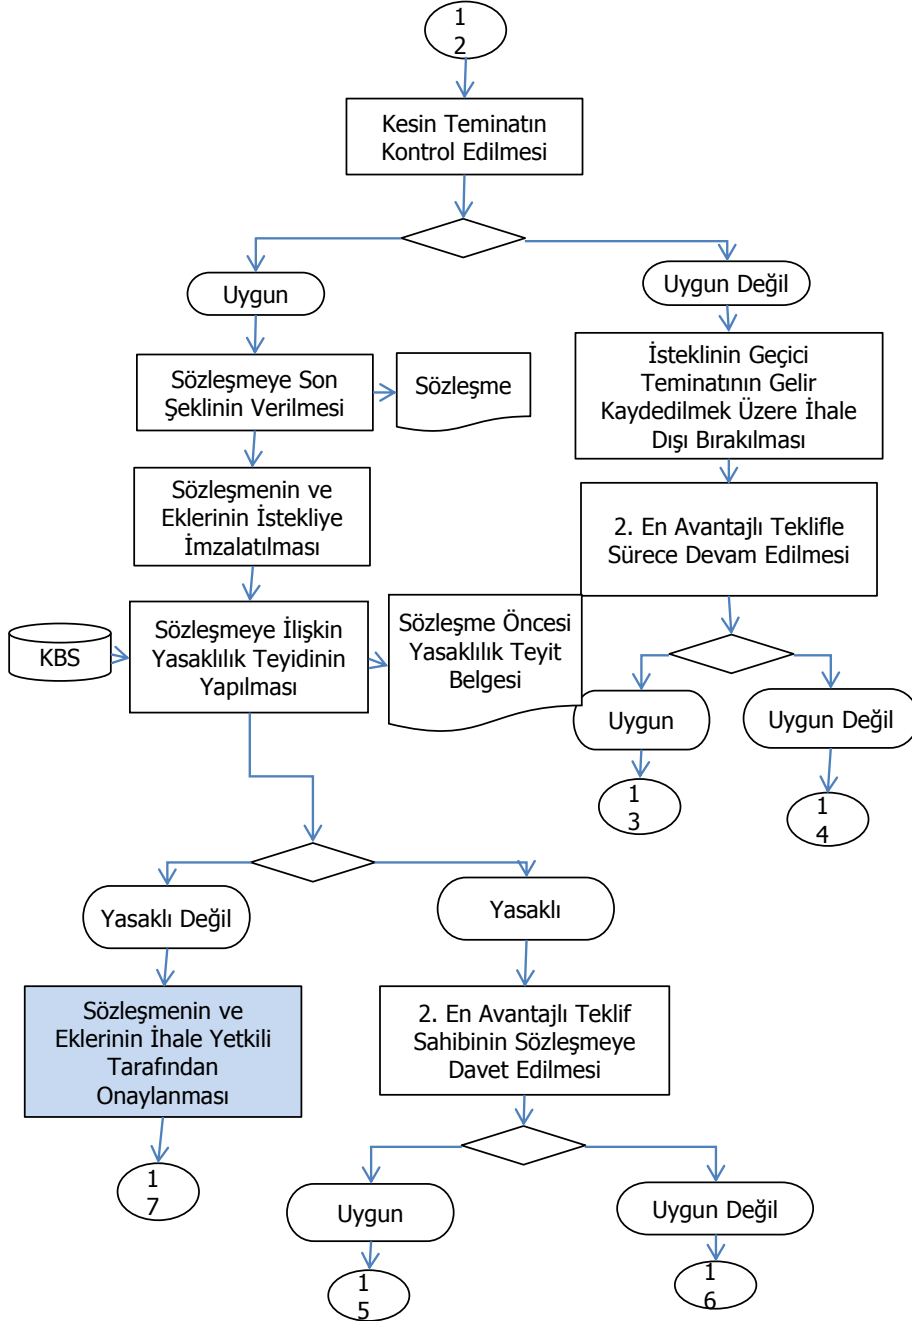 1
2
Kesin Teminatın
Kontrol Edilmesi
Uygun
Uygun Değil
Sözleşmeye Son
Şeklinin Verilmesi
Sözleşme
İsteklinin Geçici
Teminatının Gelir
Kaydedilmek Üzere İhale
Dışı Bırakılması
Sözleşmenin ve
Eklerinin İstekliye
İmzalatılması
2. En Avantajlı Teklifle
Sürece Devam Edilmesi
KBS
Sözleşmeye İlişkin
Yasaklılık Teyidinin
Yapılması
Sözleşme Öncesi
Yasaklılık Teyit
Belgesi
Uygun
Uygun Değil
1
3
1
4
Yasaklı Değil
Yasaklı
Sözleşmenin ve
Eklerinin İhale Yetkili
Tarafından
Onaylanması
2. En Avantajlı Teklif
Sahibinin Sözleşmeye
Davet Edilmesi
1
7
Uygun
Uygun Değil
1
5
1
6